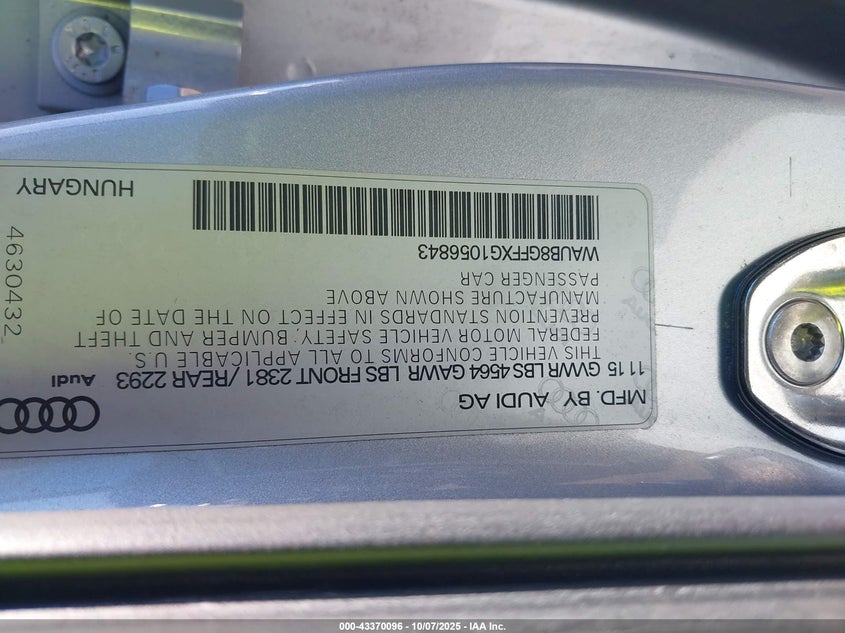 MFD. BY AUDI AG
1115 GVWR LBS 4564 GAWR LBS FRONT 2381 / REAR 2293
THIS VEHICLE CONFORMS TO ALL APPLICABLE U.S.
FEDERAL MOTOR VEHICLE SAFETY, BUMPER AND THEFT
PREVENTION STANDARDS IN EFFECT ON THE DATE OF
MANUFACTURE SHOWN ABOVE
PASSENGER CAR
WAUB8GFFXG1056843
Audi
HUNGARY
4630432
000-43370096 - 10/07/2025 - IAA Inc.